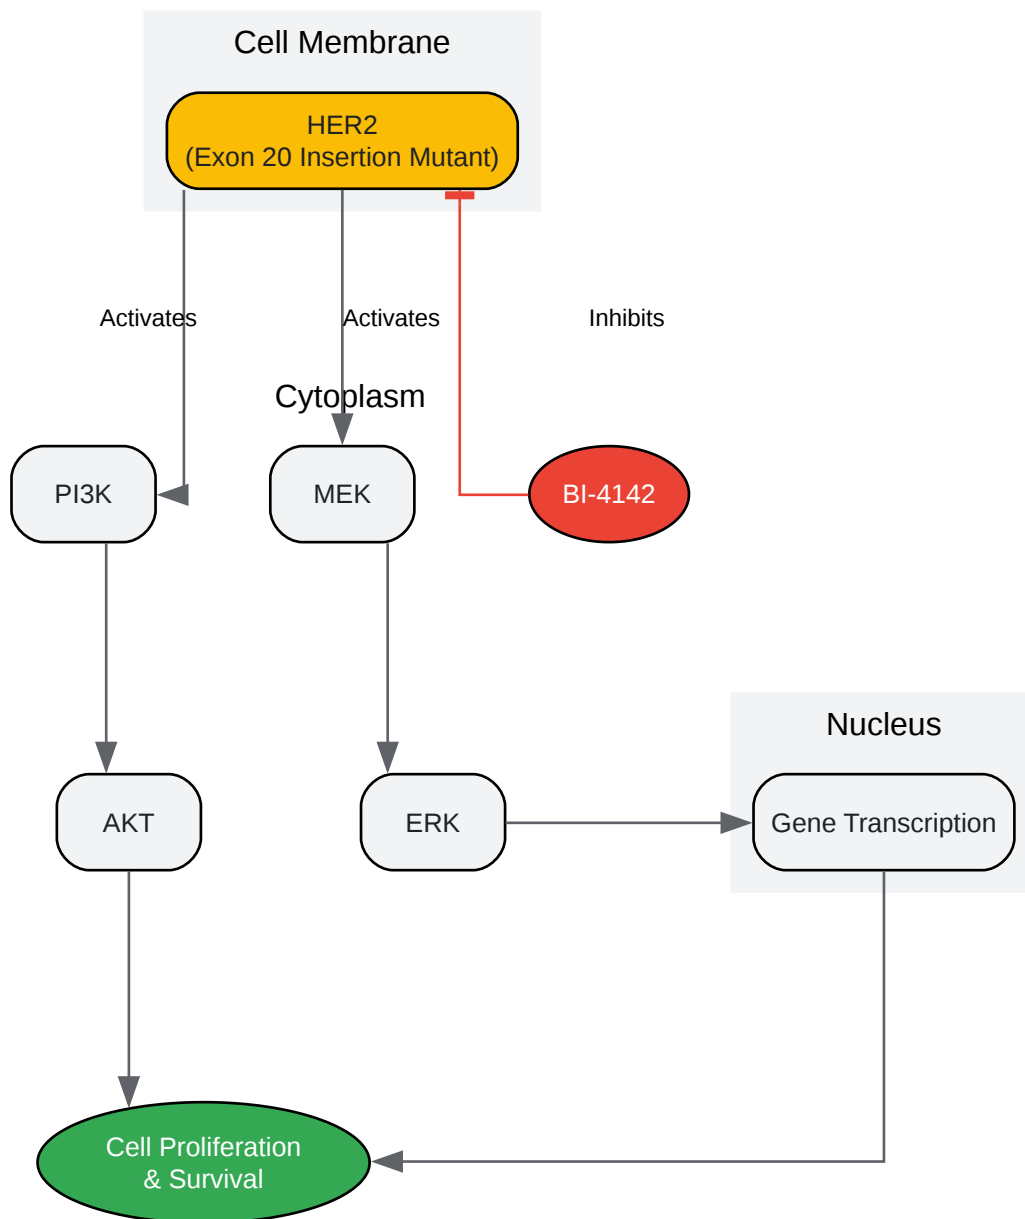 Cell Membrane
HER2
(Exon 20 Insertion Mutant)
Activates
Activates
Inhibits
Cytoplasm
PI3K
MEK
BI-4142
Nucleus
AKT
ERK
Gene Transcription
Cell Proliferation
& Survival